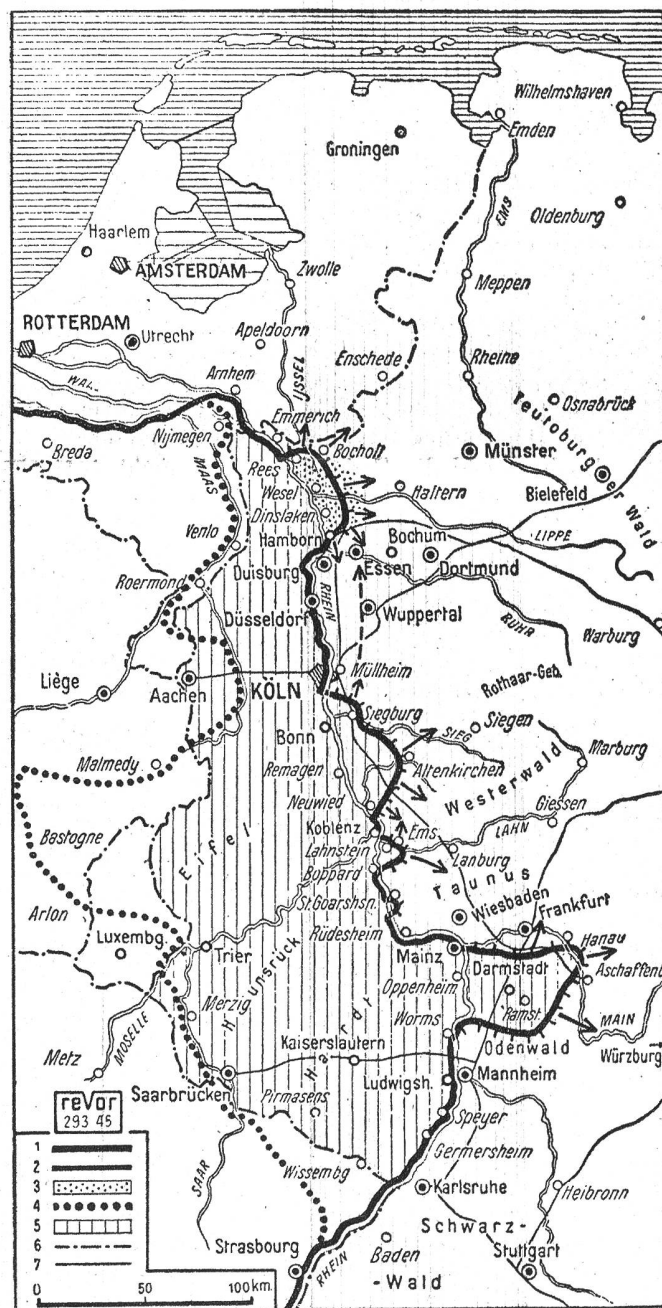 Wilhelmshaven
Emden
Groningen
EMS
Oldenburg
Haarlem
AMSTERDAM
Zwolle
Meppen
ROTTERDAM
Utrecht
Apeldoorn
IJSSEL
Enschede
Rheine
WAL
Arnhem
Osnabrück
Teutoburger Wald
Emmerich
Nijmegen
Bocholt
Breda
Rees
Münster
MAAS
Wesel
Haltern
Bielefeld
Dinslaken
LIPPE
Venlo
Hamborn
Bochum
Roermond
Duisburg
Essen
Dortmund
RHEIN
Düsseldorf
Wuppertal
RUHR
Warburg
Müllheim
Liège
Aachen
KÖLN
Rothaar-Geb.
Siegburg
Siegen
SIEG
Bonn
Marburg
Malmedy
Remagen
Altenkirchen
Westerwald
Neuwied
Giessen
Bastogne
Koblenz
Ems
LAHN
Eifel
Lahnstein
Lanburg
Boppard
Taunus
Arlon
St.Goarshsn.
Wiesbaden
Frankfurt
Luxembg.
Trier
Rüdesheim
Hanau
Mainz
Darmstadt
Aschaffenb
Hunsrück
Oppenheim
Ramst.
MAIN
Merzig
Worms
Odenwald
Würzburg
Metz
MOSELLE
Kaiserslautern
Hardt
Saarbrücken
Ludwigsh.
Mannheim
revor
293 45
Pirmasens
Speyer
1
2
3
4
5
6
7
Germersheim
SAAR
Wissembg
Karlsruhe
Heibronn
Schwarz-
Strasbourg
RHEIN
Baden
-Wald
Stuttgart
0 50 100 km.